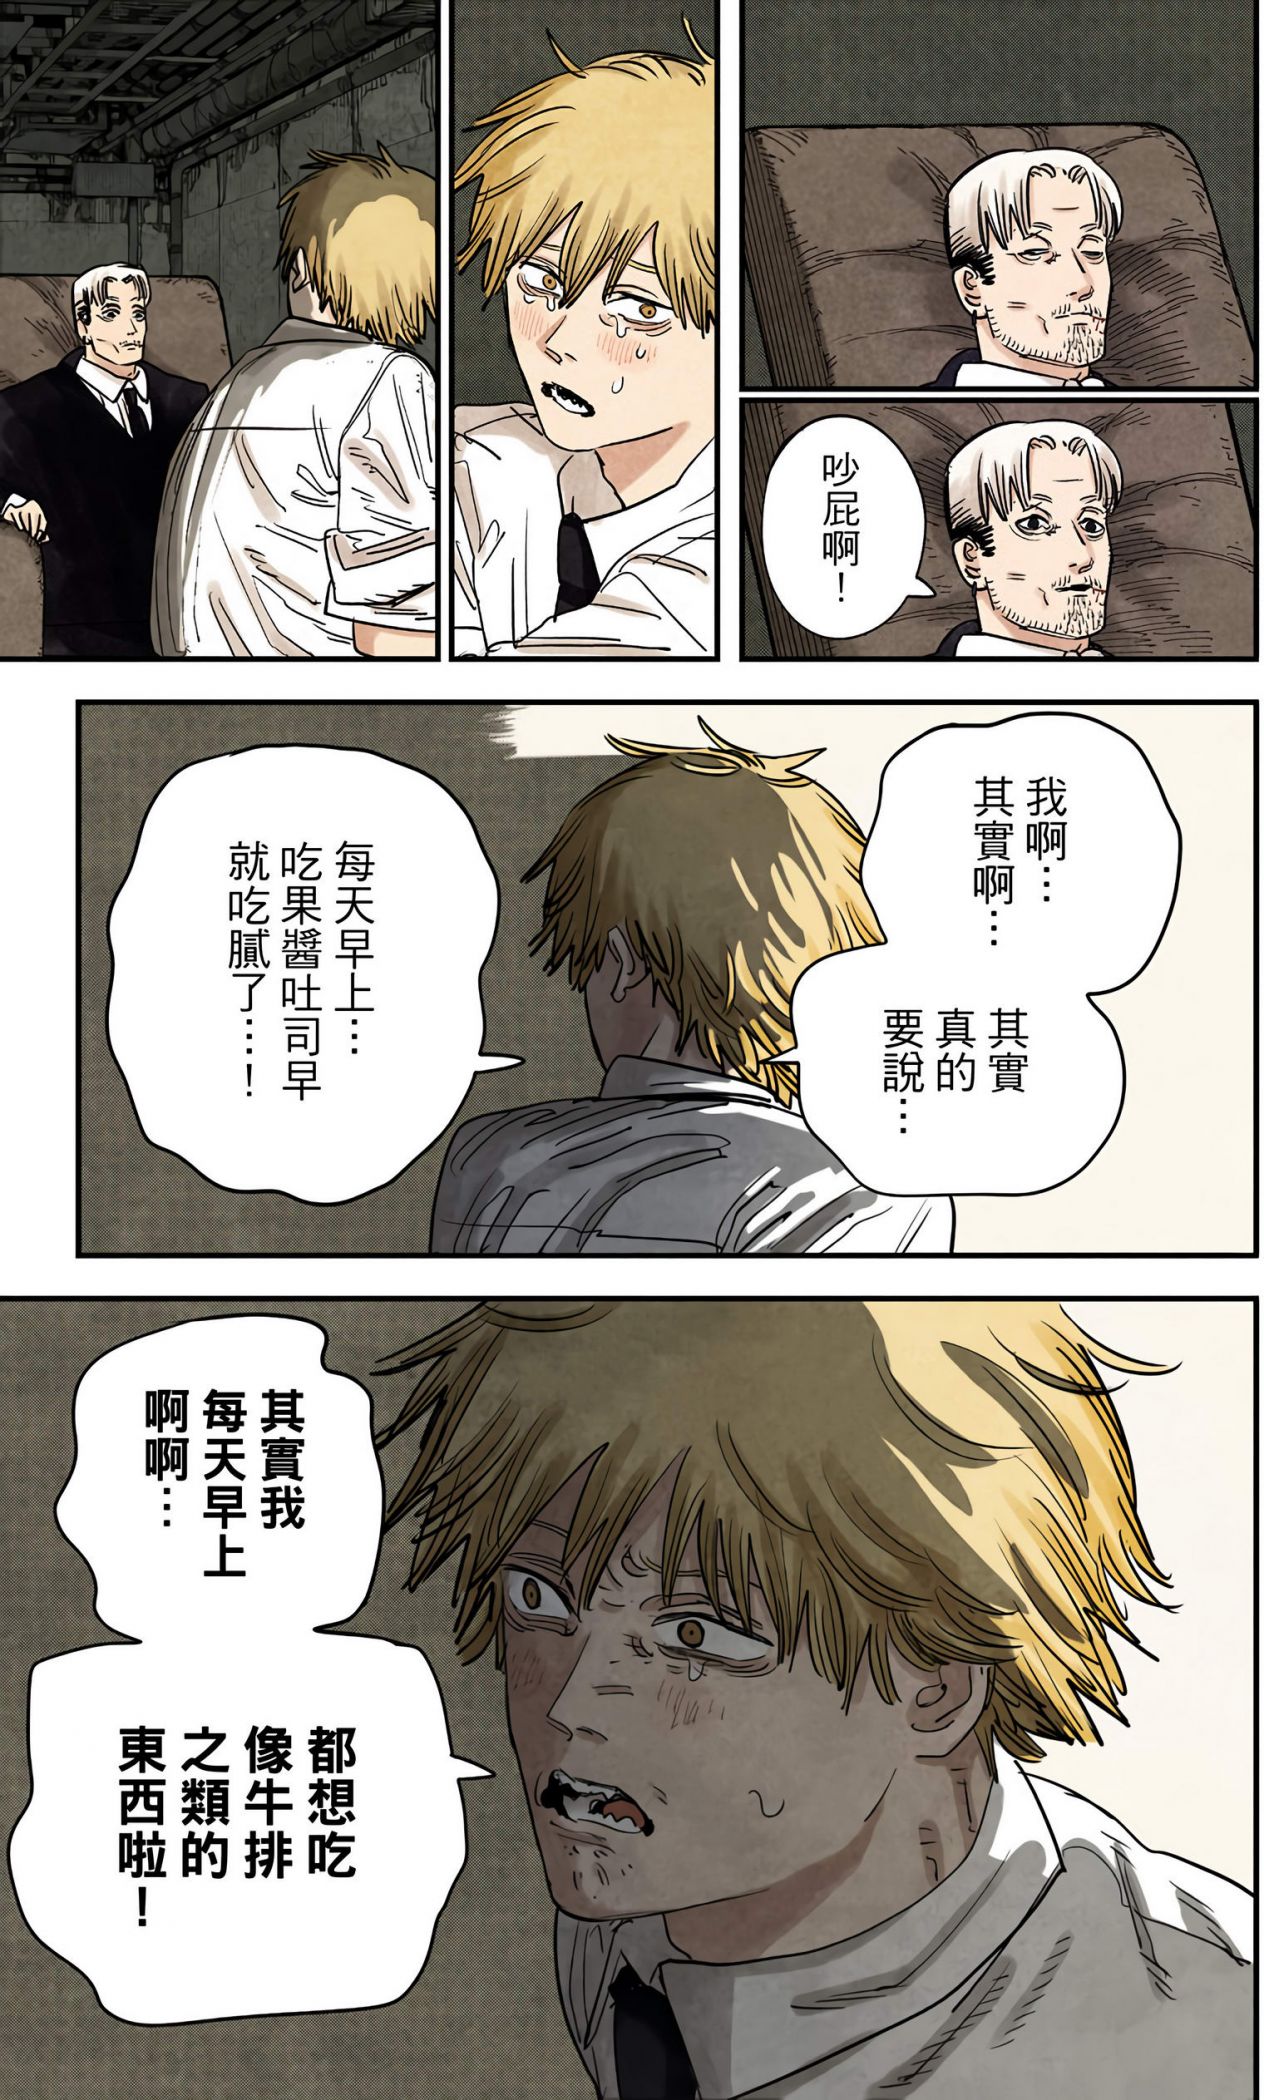 吵屁啊！
我啊…
其實啊…
其實
真的
要說…
每天早上…
吃果醬吐司早
就吃膩了…！
其實我
每天早上
啊啊…
都想吃
像牛排
之類的
東西啦！